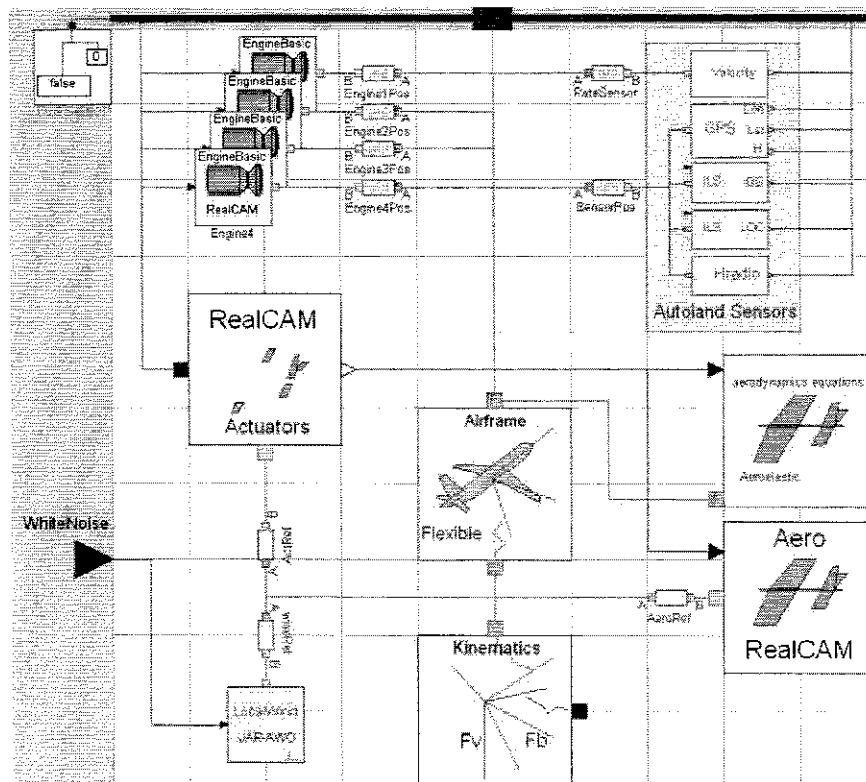 0
false
EngineBasic
EngineBasic
EngineBasic
EngineBasic
RealCAM
Engine4
B A
Engine1Pos
B A
Engine2Pos
B A
Engine3Pos
B A
Engine4Pos
A B
RateSensor
A B
SensorPos
Velocity
GPS
H
ILS GS
ILS LOC
Hradio
Autoland Sensors
RealCAM
Actuators
aerodynamics equations
Aeroelastic
Airframe
Flexible
WhiteNoise
B
ActRef
A
A
B
Aero
RealCAM
A B
AeroRef
Kinematics
Fv Fb